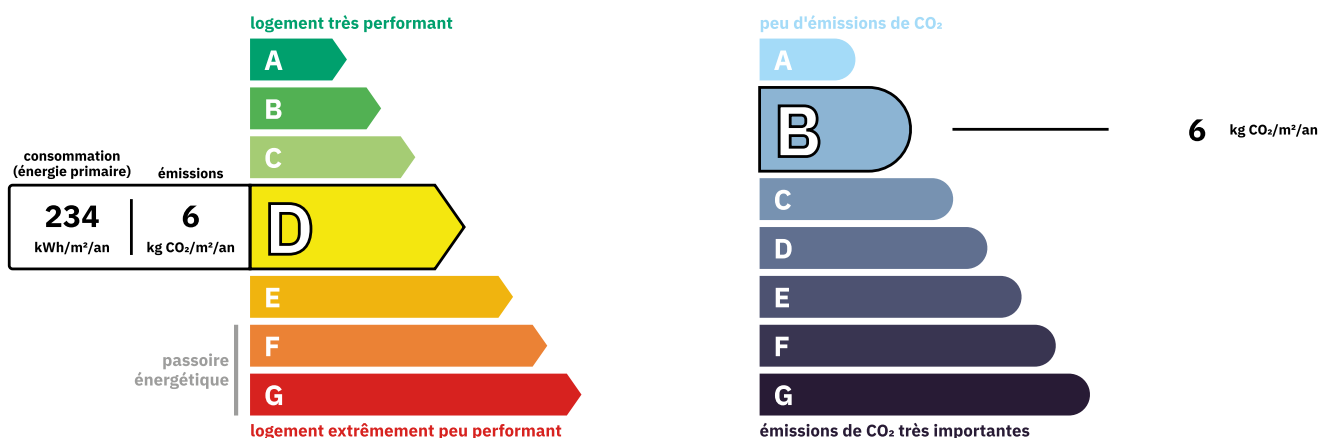 logement très performant
A
B
C
consommation
(énergie primaire)
émissions
234
kWh/m²/an
6
kg CO₂/m²/an
D
E
F
G
passoire
énergétique
logement extrêmement peu performant
peu d'émissions de CO₂
A
B
6
kg CO₂/m²/an
C
D
E
F
G
émissions de CO₂ très importantes